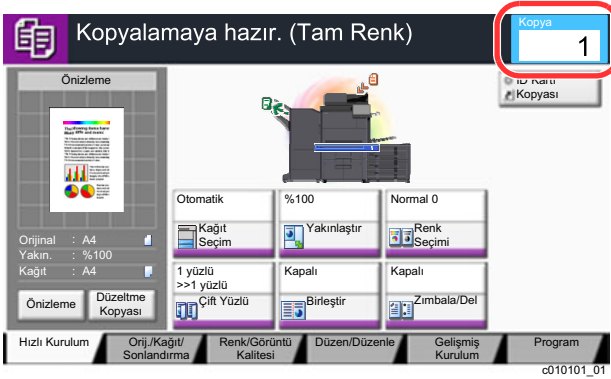 Kopyalamaya hazır. (Tam Renk)
Kopya
1
Önizleme
ID Kartı
Kopyası
Orijinal : A4
Yakın. : %100
Kağıt : A4
Önizleme
Düzeltme
Kopyası
Otomatik
Kağıt
Seçim
%100
Yakınlaştır
Normal 0
Renk
Seçimi
1 yüzlü
>>1 yüzlü
Çift Yüzlü
Kapalı
Birleştir
Kapalı
Zımbala/Del
Hızlı Kurulum
Orij./Kağıt/
Sonlandırma
Renk/Görüntü
Kalitesi
Düzen/Düzenle
Gelişmiş
Kurulum
Program
c010101_01